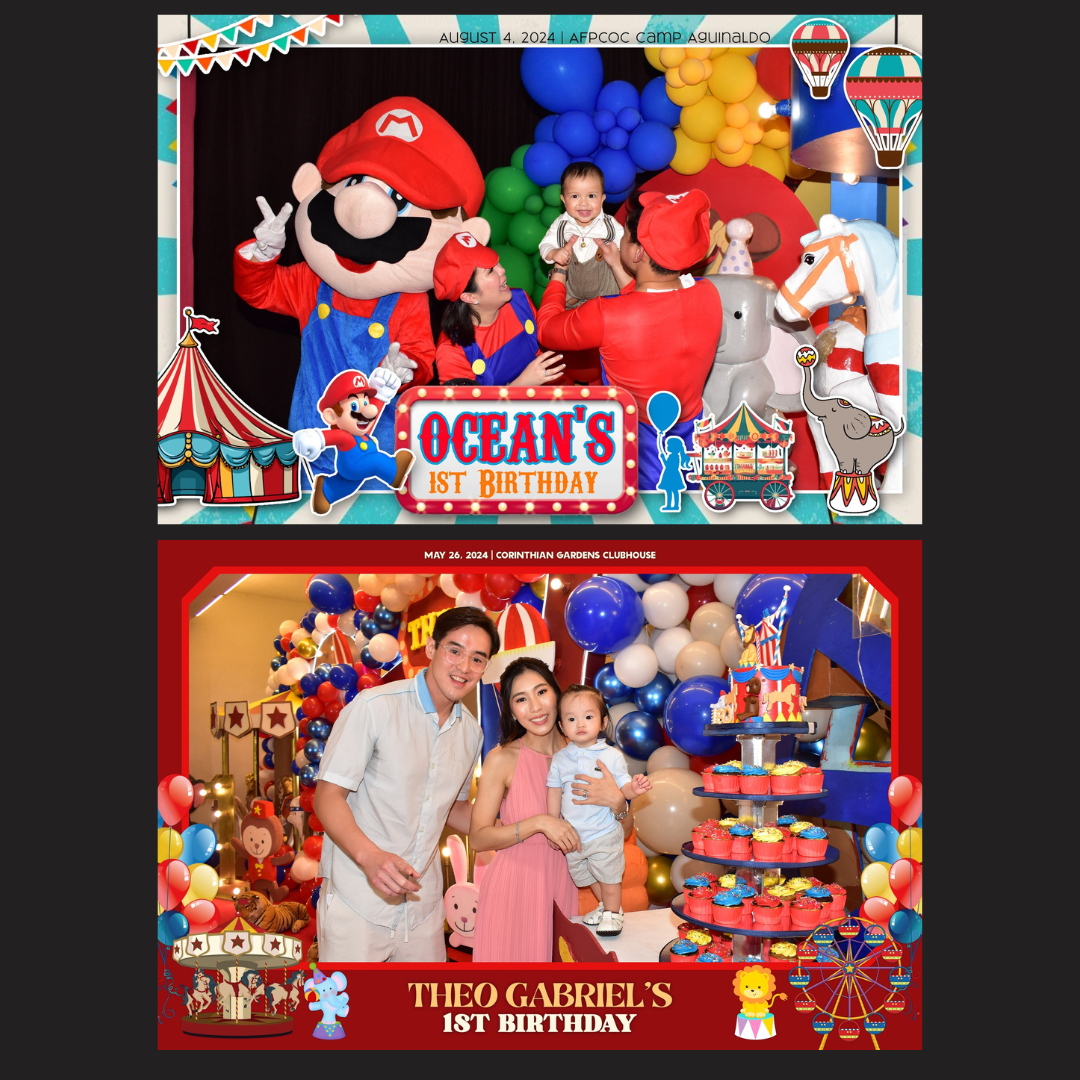 AUGUST 4, 2024 | AFPCOC CAMP AGUINALDO
M
M
M
M
OCEAN'S
1ST BIRTHDAY
MAY 26, 2024 | CORINTHIAN GARDENS CLUBHOUSE
TH
THEO GABRIEL'S
1ST BIRTHDAY